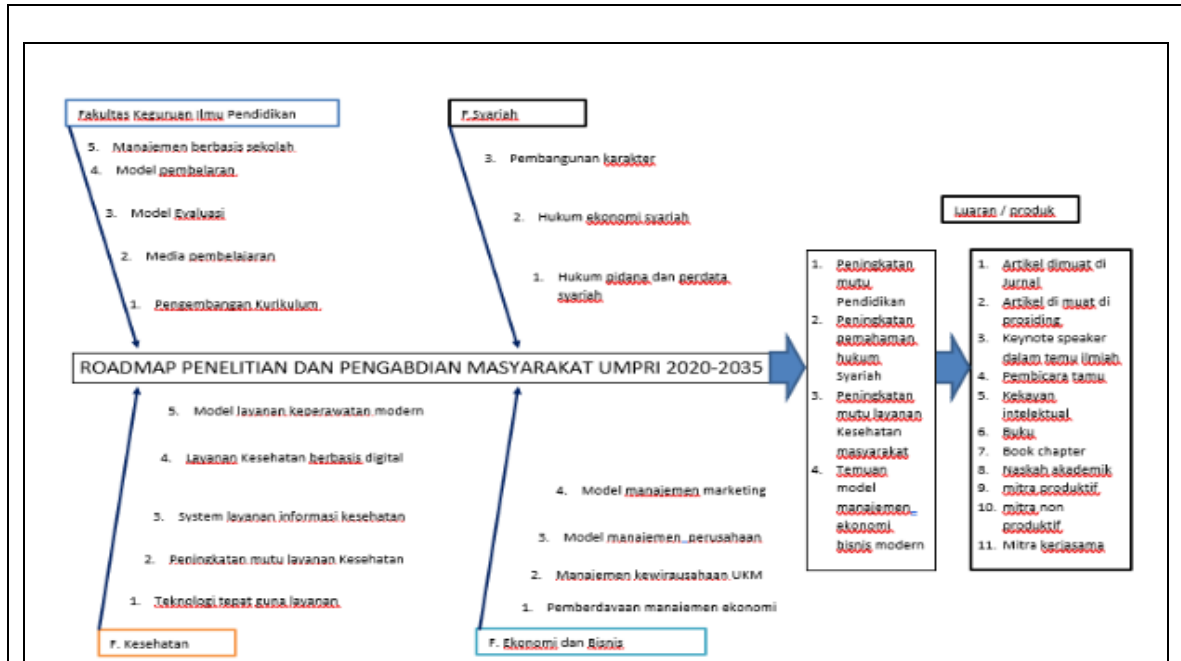 Fakultas Keguruan Ilmu Pendidikan
5. Manajemen berbasis sekolah
4. Model pembelaran
3. Model Evaluasi
2. Media pembelajaran
1. Pengembangan Kurikulum
F.Syariah
3. Pembangunan karakter
2. Hukum ekonomi syariah
1. Hukum pidana dan perdata
syariah
ROADMAP PENELITIAN DAN PENGABDIAN MASYARAKAT UMPRI 2020-2035
5. Model layanan keperawatan modern
4. Layanan Kesehatan berbasis digital
3. System layanan informasi kesehatan
2. Peningkatan mutu layanan Kesehatan
1. Teknologi tepat guna layanan
F. Kesehatan
4. Model manajemen marketing
3. Model manajemen perusahaan
2. Manajemen kewirausahaan UKM
1. Pemberdayaan manajemen ekonomi
F. Ekonomi dan Bisnis
1. Peningkatan
mutu
Pendidikan
2. Peningkatan
pemahaman
hukum
Syariah
3. Peningkatan
mutu layanan
Kesehatan
masyarakat
4. Temuan
model
manajemen
ekonomi
bisnis modern
Luaran / produk
1. Artikel dimuat di
Jurnal
2. Artikel di muat di
prosiding
3. Keynote speaker
dalam temu ilmiah
4. Pembicara tamu
5. Kekayan
intelektual
6. Buku
7. Book chapter
8. Naskah akademik
9. mitra produktif
10. mitra non
produktif
11. Mitra kerjasama